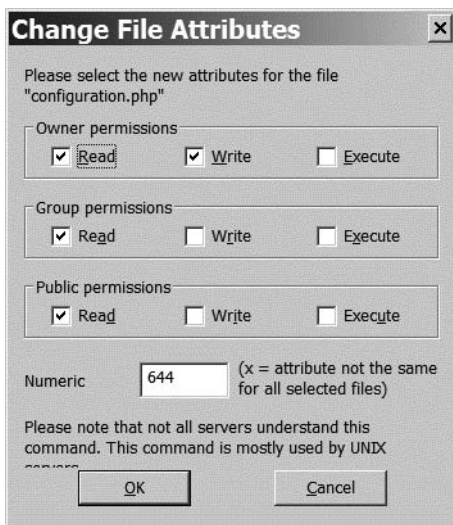 Change File Attributes
Please select the new attributes for the file
"configuration.php"
Owner permissions
Read Write Execute
Group permissions
Read Write Execute
Public permissions
Read Write Execute
Numeric 644 (x = attribute not the same
for all selected files)
Please note that not all servers understand this
command. This command is mostly used by UNIX
servers
OK Cancel